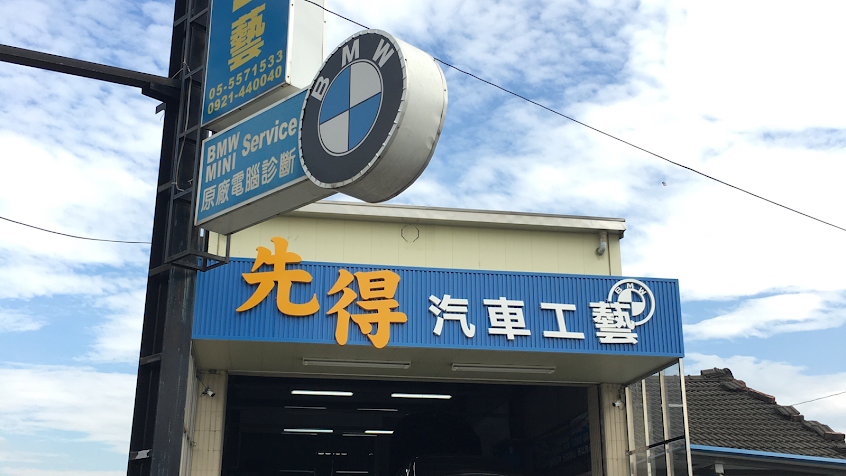 藝
05-5571533
0921-440040
BMW
BMW
MINI Service
原廠電腦診斷
先得 汽車工藝
BMW